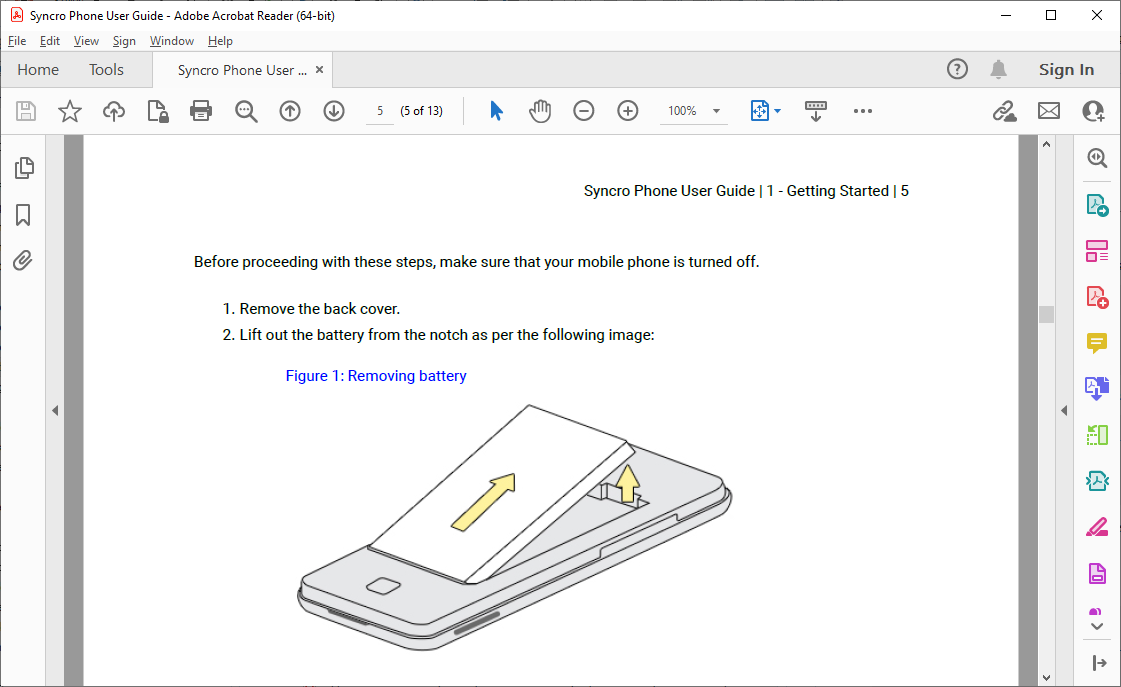 Syncro Phone User Guide - Adobe Acrobat Reader (64-bit)
File Edit View Sign Window Help
Home Tools Syncro Phone User ... × Sign In
5 (5 of 13) 100%
Syncro Phone User Guide | 1 - Getting Started | 5
Before proceeding with these steps, make sure that your mobile phone is turned off.
1. Remove the back cover.
2. Lift out the battery from the notch as per the following image:
Figure 1: Removing battery